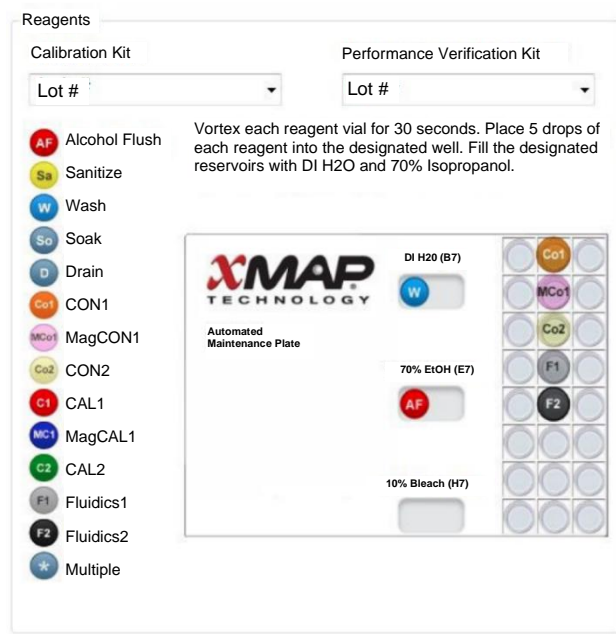 Reagents
Calibration Kit
Performance Verification Kit
Lot #
Lot #
Vortex each reagent vial for 30 seconds. Place 5 drops of
each reagent into the designated well. Fill the designated
reservoirs with DI H2O and 70% Isopropanol.
AF Alcohol Flush
Sa Sanitize
W Wash
So Soak
D Drain
Co1 CON1
MCo1 MagCON1
Co2 CON2
C1 CAL1
MC1 MagCAL1
C2 CAL2
F1 Fluidics1
F2 Fluidics2
* Multiple
XMAP
TECHNOLOGY
Automated
Maintenance Plate
DI H20 (B7)
W
70% EtOH (E7)
AF
10% Bleach (H7)
Co1
MCo1
Co2
F1
F2